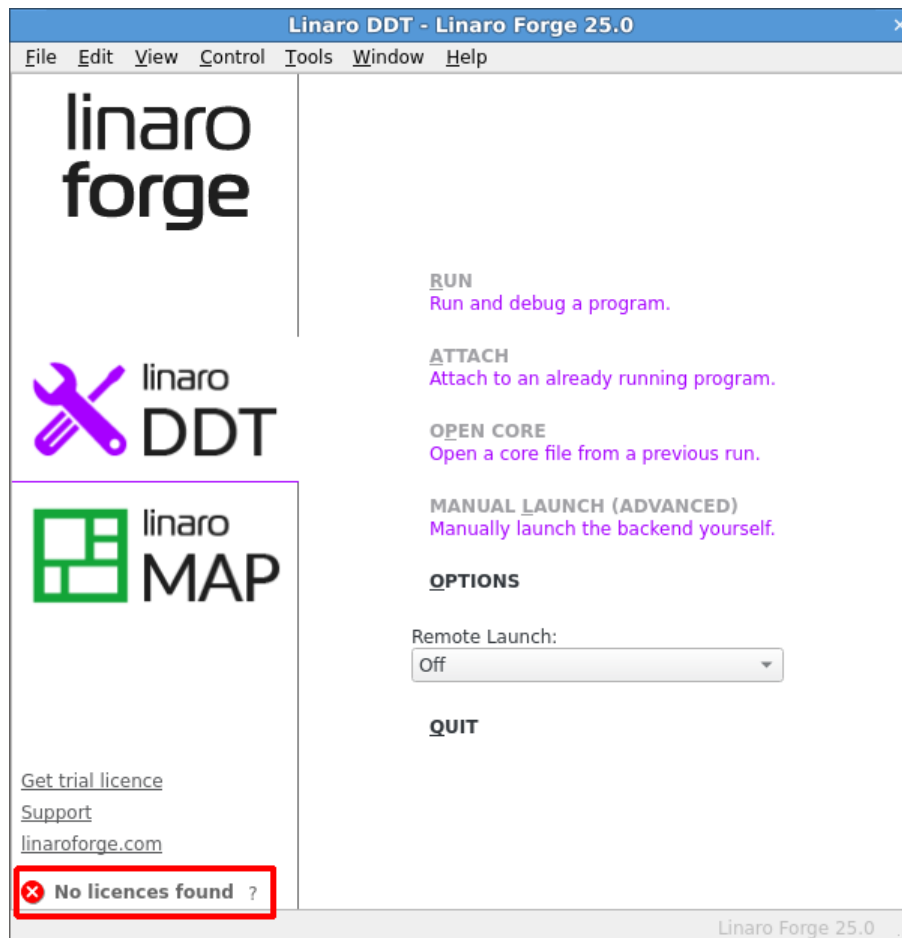 Linaro DDT - Linaro Forge 25.0
File Edit View Control Tools Window Help
linaro
forge
RUN
Run and debug a program.
ATTACH
Attach to an already running program.
linaro
DDT
OPEN CORE
Open a core file from a previous run.
MANUAL LAUNCH (ADVANCED)
Manually launch the backend yourself.
linaro
MAP
OPTIONS
Remote Launch:
Off
QUIT
Get trial licence
Support
linaroforge.com
No licences found ?
Linaro Forge 25.0